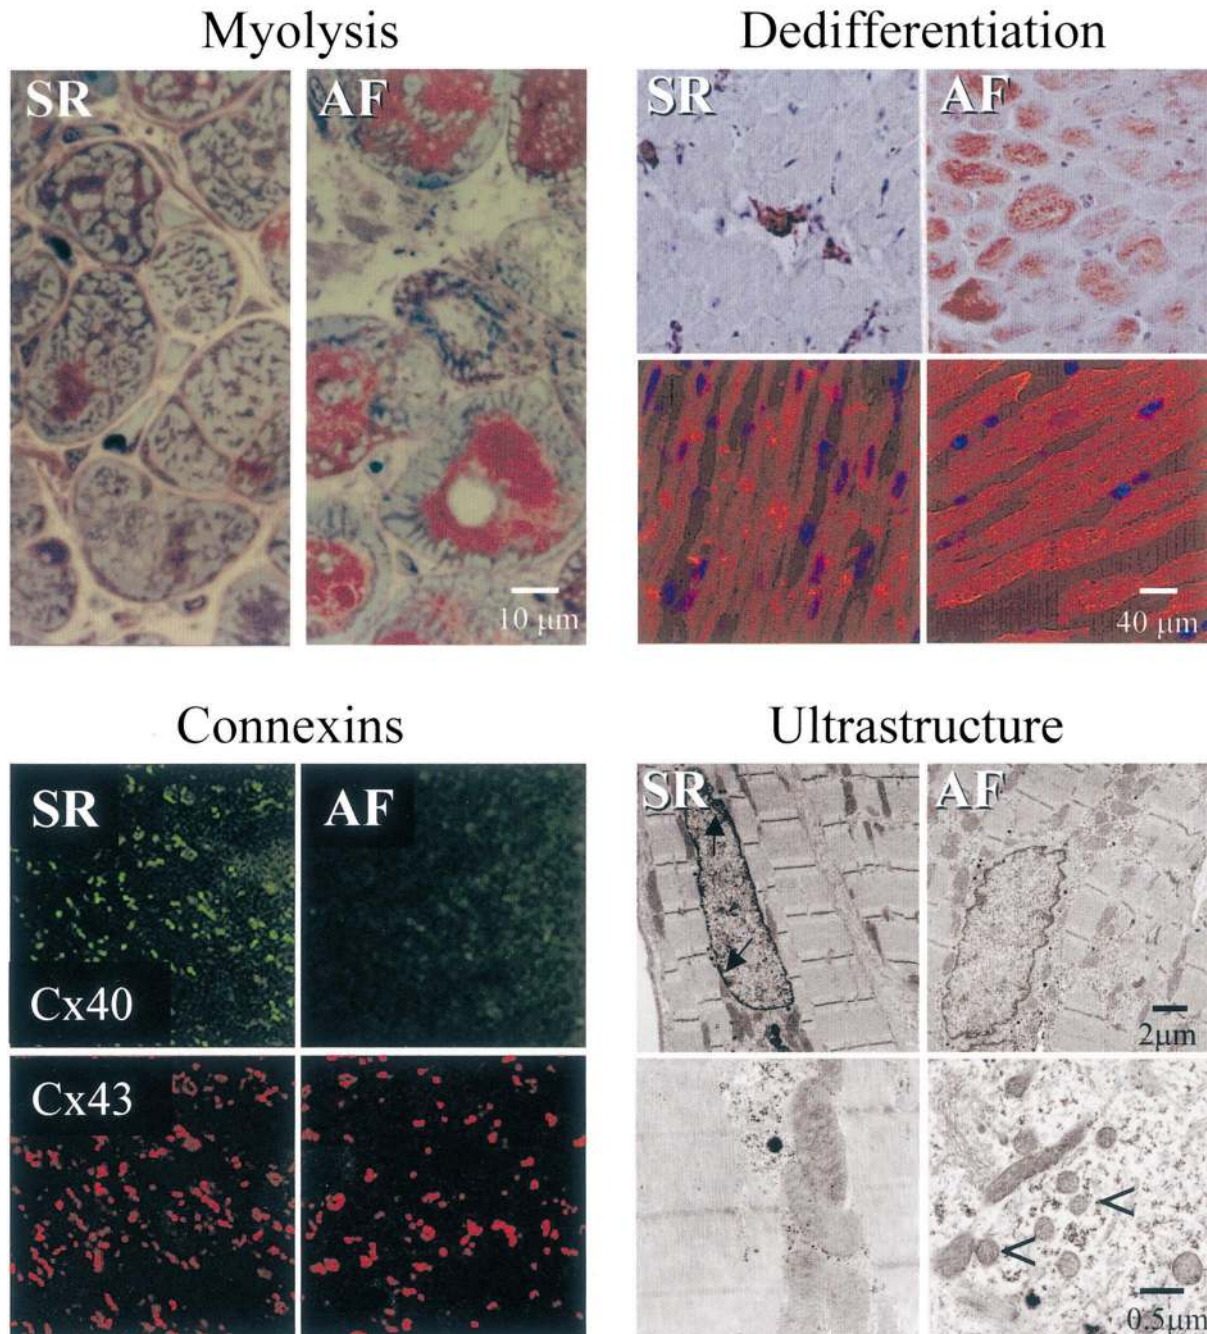 Myolysis
SR
AF
10 μm
Dedifferentiation
SR
AF
40 μm
Connexins
SR
AF
Cx40
Cx43
Ultrastructure
SR
AF
2μm
0.5μm